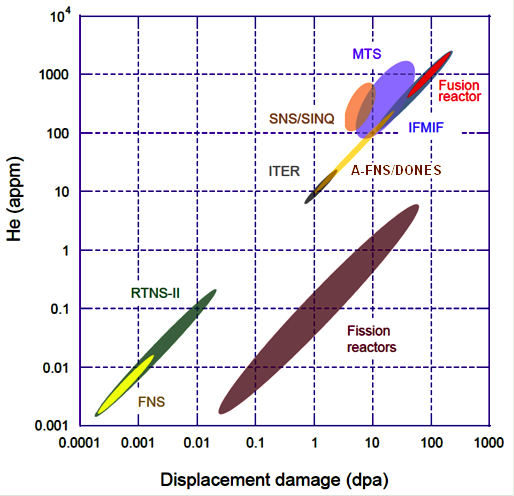 10⁴
MTS
1000
Fusion
reactor
SNS/SINQ
100
IFMIF
ITER
A-FNS/DONES
10
He (appm)
1
RTNS-II
0.1
Fission
reactors
0.01
FNS
0.001
0.0001 0.001 0.01 0.1 1 10 100 1000
Displacement damage (dpa)